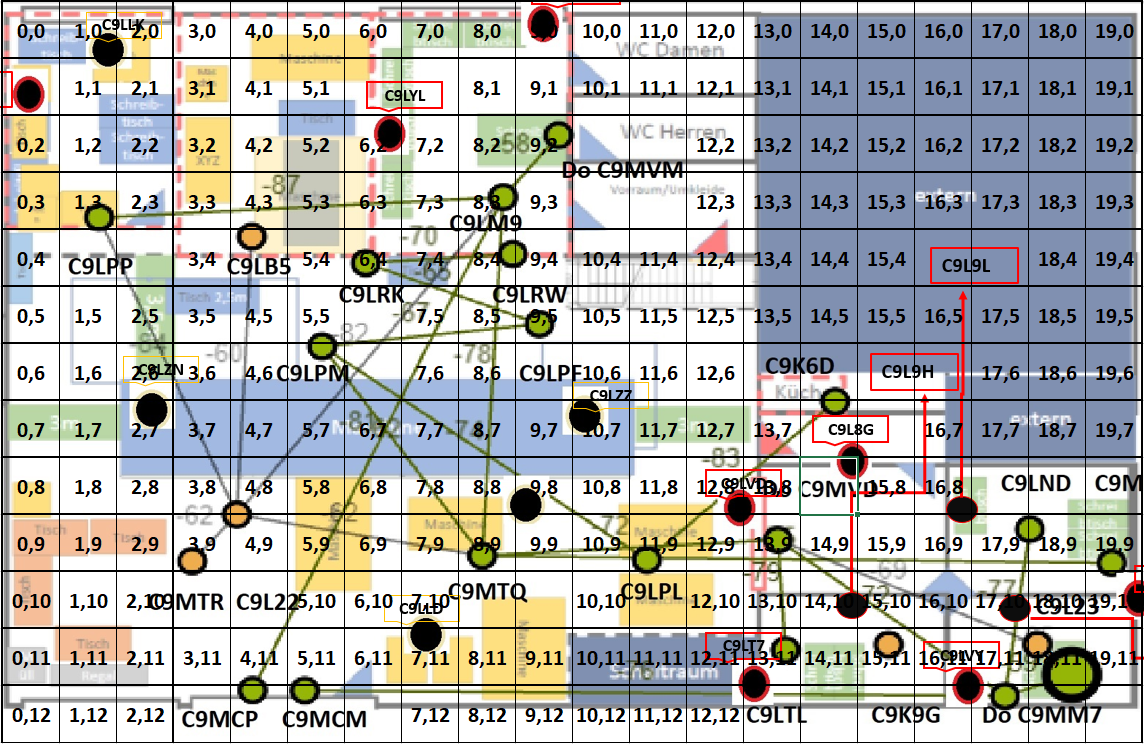 0,0 1,0 2,0 3,0 4,0 5,0 6,0 7,0 8,0 10,0 11,0 12,0 13,0 14,0 15,0 16,0 17,0 18,0 19,0
C9LLK
WC Damen
Maschine
1,1 2,1 3,1 4,1 5,1 8,1 9,1 10,1 11,1 12,1 13,1 14,1 15,1 16,1 17,1 18,1 19,1
C9LYL
Schreib-
tisch
Tisch
WC Herren
0,2 1,2 2,2 3,2 4,2 5,2 6,2 7,2 8,2 9,2 12,2 13,2 14,2 15,2 16,2 17,2 18,2 19,2
XYZ
-58
Do C9MVM
-87
Vorraum/Umkleide
extern
0,3 1,3 2,3 3,3 4,3 5,3 6,3 7,3 8,3 9,3 12,3 13,3 14,3 15,3 16,3 17,3 18,3 19,3
C9LM9
-70
0,4 3,4 5,4 6,4 7,4 8,4 9,4 10,4 11,4 12,4 13,4 14,4 15,4 18,4 19,4
C9LPP C9LB5 C9L9L
C9LRK C9LRW
Tisch 2,5m
0,5 1,5 2,5 3,5 4,5 5,5 7,5 8,5 9,5 10,5 11,5 12,5 13,5 14,5 15,5 16,5 17,5 18,5 19,5
-67
-82
-60
-78
0,6 1,6 2,6 3,6 4,6 C9LPM 7,6 8,6 C9LPF 10,6 11,6 12,6 C9K6D C9L9H 17,6 18,6 19,6
C9LZN
C9LZZ
Küch
0,7 1,7 2,7 3,7 4,7 5,7 6,7 7,7 8,7 9,7 10,7 11,7 12,7 13,7 C9L8G 16,7 17,7 18,7 19,7
extern
-83
0,8 1,8 2,8 3,8 4,8 5,8 6,8 7,8 8,8 9,8 10,8 11,8 12,8 C9MVD 15,8 16,8 C9LND C9M
-62
Maschine
72
Maschine
Tisch
Tisch
0,9 1,9 3,9 4,9 5,9 6,9 7,9 8,9 9,9 10,9 11,9 12,9 13,9 14,9 15,9 16,9 17,9 18,9 19,9
-79
-69
-77
0,10 1,10 2,10 C9MTR C9L22 5,10 6,10 7,10 C9MTQ 10,10 C9LPL 12,10 13,10 14,10 15,10 16,10 17,10 18,10 19,1
C9LLD
C9LZ3
Tisch
0,11 1,11 2,11 3,11 4,11 5,11 6,11 7,11 8,11 9,11 10,11 11,11 12,11 13,11 14,11 15,11 16,11 17,11 18,11 19,11
C9LT7
C9LVY
Schaltraum
0,12 1,12 2,12 C9MCP C9MCM 7,12 8,12 9,12 10,12 11,12 12,12 C9LTL C9K9G Do C9MM7